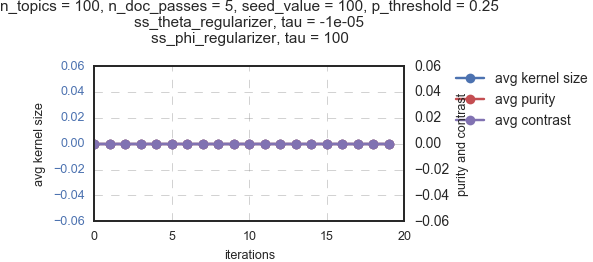 n_topics = 100, n_doc_passes = 5, seed_value = 100, p_threshold = 0.25
ss_theta_regularizer, tau = -1e-05
ss_phi_regularizer, tau = 100
0.06
0.04
0.02
0.00
−0.02
−0.04
−0.06
avg kernel size
0.06
0.04
0.02
0.00
−0.02
−0.04
−0.06
purity and contrast
0
5
10
15
20
iterations
avg kernel size
avg purity
avg contrast